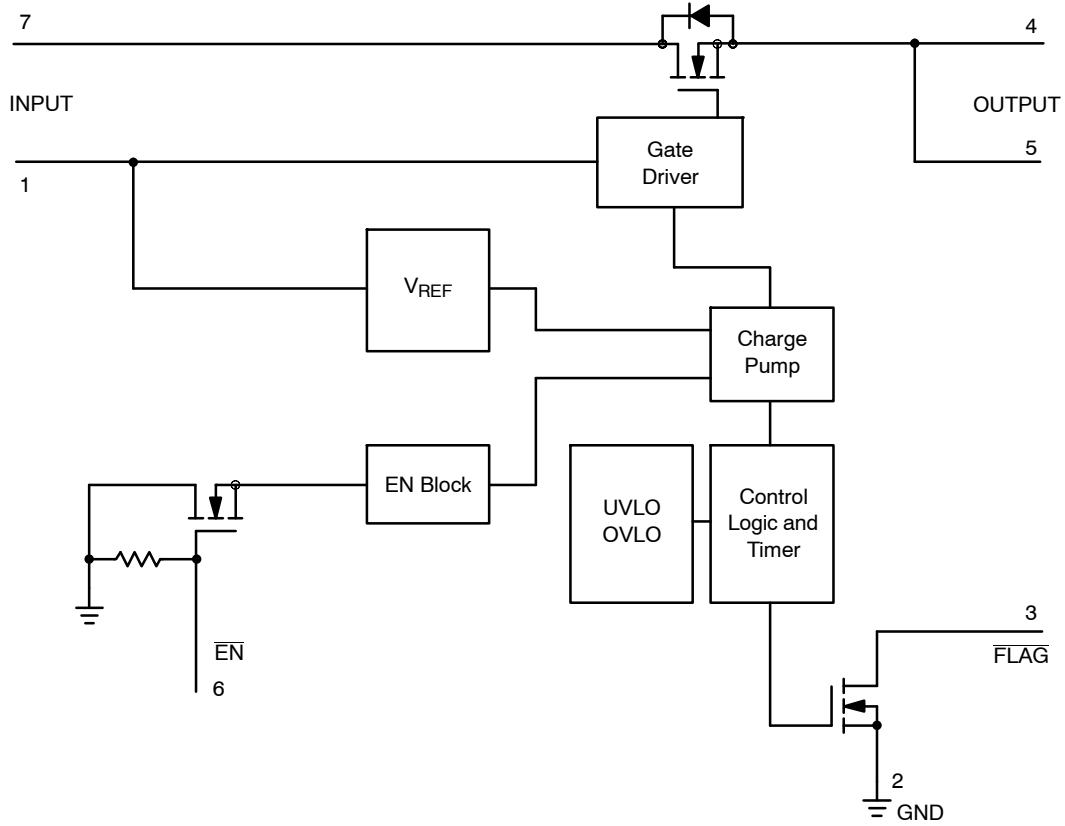 7
4
INPUT
OUTPUT
Gate
Driver
5
1
VREF
Charge
Pump
EN Block
UVLO
OVLO
Control
Logic and
Timer
3
EN
FLAG
6
2
GND